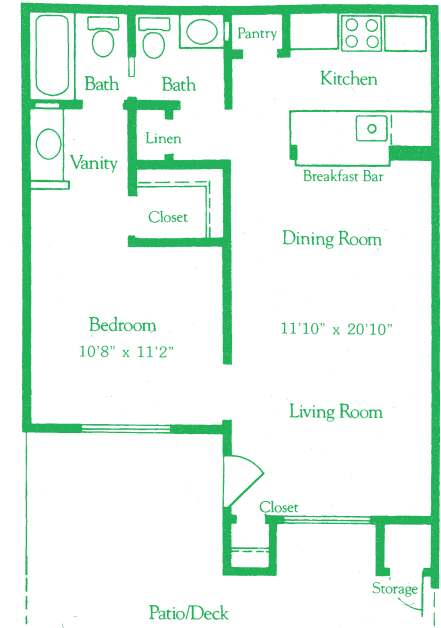 Pantry
Bath
Bath
Kitchen
Linen
Vanity
Breakfast Bar
Closet
Dining Room
Bedroom
10'8" x 11'2"
11'10" x 20'10"
Living Room
Closet
Storage
Patio/Deck